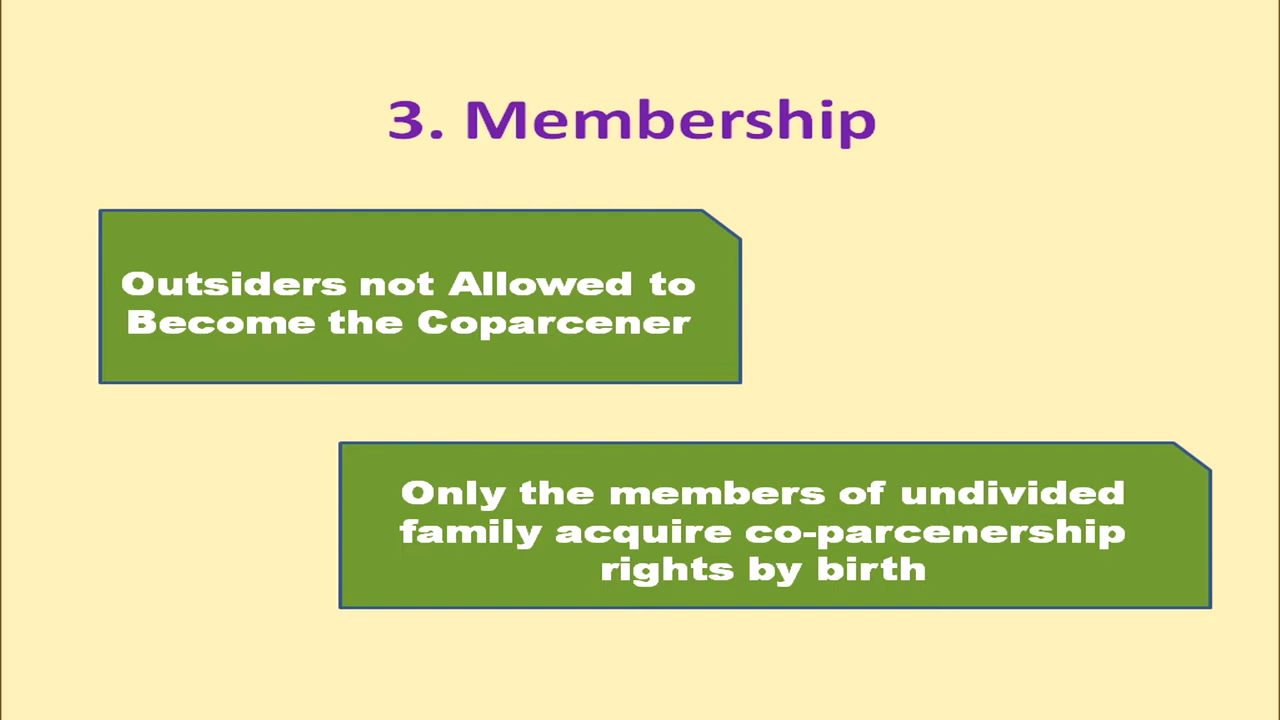 3. Membership
Outsiders not Allowed to
Become the Coparcener
Only the members of undivided
family acquire co-parcenership
rights by birth